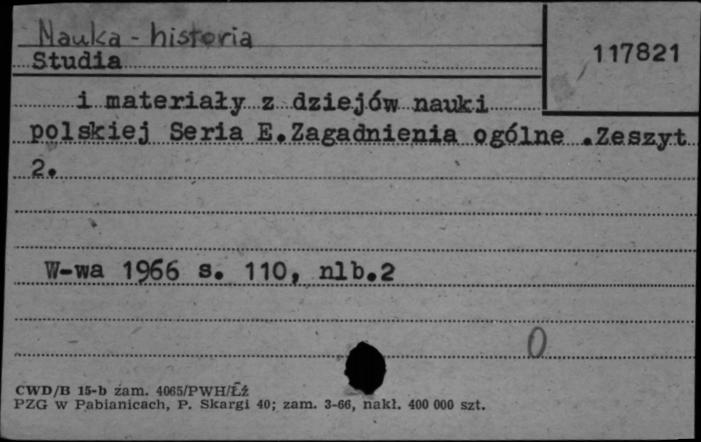 Nauka - historia
117821
Studia
i materiały z dziejów nauki
polskiej Seria E.Zagadnienia ogólne .Zeszyt
2.
W-wa 1966 s. 110, nlb.2
0
CWD/B 15-b zam. 4065/PWH/Łź
PZG w Pabianicach, P. Skargi 40; zam. 3-66, nakł. 400 000 szt.